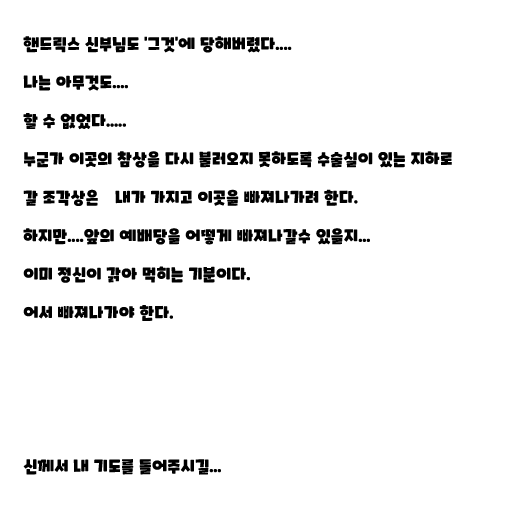 핸드릭스 신부님도 '그것'에 당해버렸다....
나는 아무것도....
할 수 없었다.....
누군가 이곳의 참상을 다시 불러오지 못하도록 수술실이 있는 지하로
갈 조각상은 내가 가지고 이곳을 빠져나가려 한다.
하지만....앞의 예배당을 어떻게 빠져나갈수 있을지...
이미 정신이 갉아 먹히는 기분이다.
어서 빠져나가야 한다.
신께서 내 기도를 들어주시길...